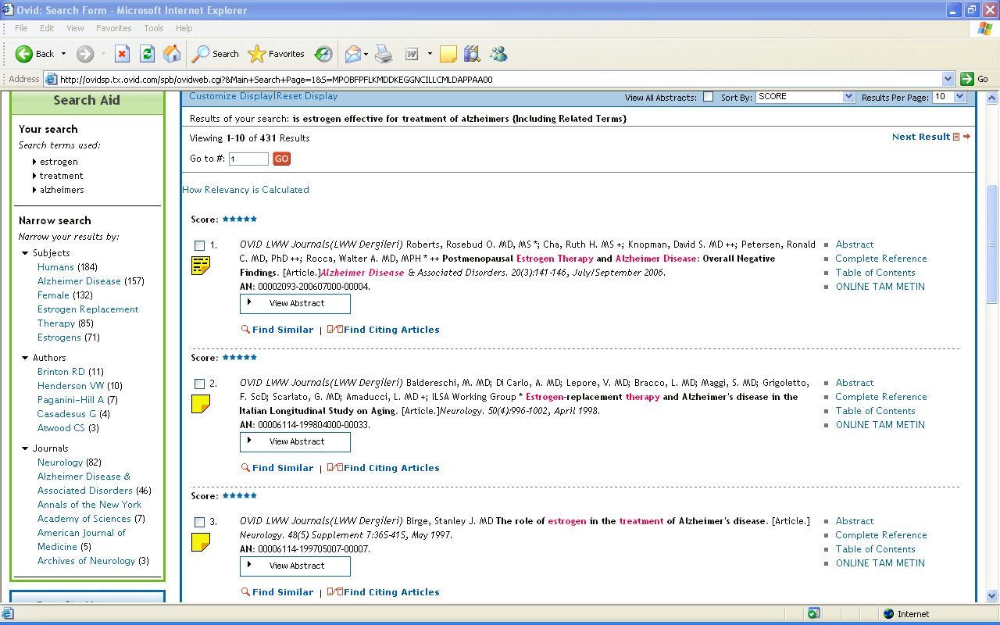 Ovid: Search Form - Microsoft Internet Explorer
File Edit View Favorites Tools Help
Back Search Favorites
Address http://ovidsp.tx.ovid.com/spb/ovidweb.cgi?&Main+Search+Page=1&S=MPOBFPFLKMDDKEGGNCILLCMLDAPPAA00 Go
Search Aid
Your search
Search terms used:
estrogen
treatment
alzheimers
Narrow search
Narrow your results by:
Subjects
Humans (184)
Alzheimer Disease (157)
Female (132)
Estrogen Replacement
Therapy (85)
Estrogens (71)
Authors
Brinton RD (11)
Henderson VW (10)
Paganini-Hill A (7)
Casadesus G (4)
Atwood CS (3)
Journals
Neurology (82)
Alzheimer Disease &
Associated Disorders (46)
Annals of the New York
Academy of Sciences (7)
American Journal of
Medicine (5)
Archives of Neurology (3)
Customize Display|Reset Display
View All Abstracts: Sort By: SCORE Results Per Page: 10
Results of your search: is estrogen effective for treatment of alzheimers {Including Related Terms}
Viewing 1-10 of 431 Results
Next Result
Go to #: 1 GO
How Relevancy is Calculated
Score: ★★★★★
1. OVID LWW Journals(LWW Dergileri) Roberts, Rosebud O. MD, MS *; Cha, Ruth H. MS +; Knopman, David S. MD ++; Petersen, Ronald
C. MD, PhD ++; Rocca, Walter A. MD, MPH * ++ Postmenopausal Estrogen Therapy and Alzheimer Disease: Overall Negative
Findings. [Article.]Alzheimer Disease & Associated Disorders. 20(3):141-146, July/September 2006.
AN: 00002093-200607000-00004.
View Abstract
Find Similar | Find Citing Articles
Abstract
Complete Reference
Table of Contents
ONLINE TAM METIN
Score: ★★★★★
2. OVID LWW Journals(LWW Dergileri) Baldereschi, M. MD; Di Carlo, A. MD; Lepore, V. MD; Bracco, L. MD; Maggi, S. MD; Grigoletto,
F. ScD; Scarlato, G. MD; Amaducci, L. MD +; ILSA Working Group * Estrogen-replacement therapy and Alzheimer's disease in the
Italian Longitudinal Study on Aging. [Article.]Neurology. 50(4):996-1002, April 1998.
AN: 00006114-199804000-00033.
View Abstract
Find Similar | Find Citing Articles
Abstract
Complete Reference
Table of Contents
ONLINE TAM METIN
Score: ★★★★★
3. OVID LWW Journals(LWW Dergileri) Birge, Stanley J. MD The role of estrogen in the treatment of Alzheimer's disease. [Article.]
Neurology. 48(5) Supplement 7:36S-41S, May 1997.
AN: 00006114-199705007-00007.
View Abstract
Find Similar | Find Citing Articles
Abstract
Complete Reference
Table of Contents
ONLINE TAM METIN
Internet